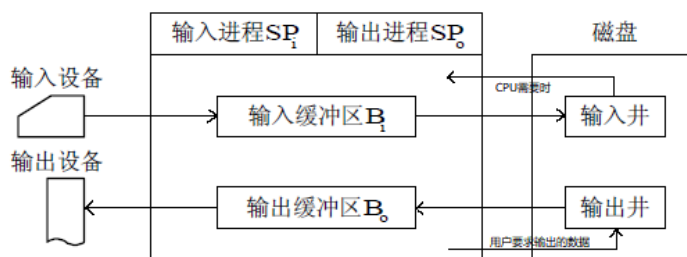 输入进程SPi
输出进程SPo
磁盘
输入设备
CPU需要时
输入缓冲区Bi
输入井
输出设备
输出缓冲区Bo
输出井
用户要求输出的数据